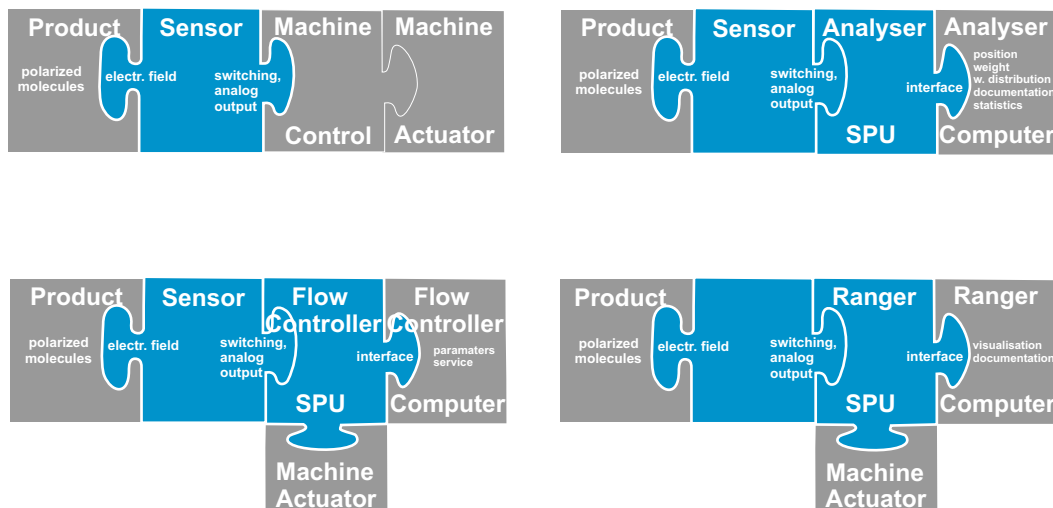 Product
polarized
molecules
electr. field
Sensor
switching,
analog
output
Machine
Control
Machine
Actuator
Product
polarized
molecules
electr. field
Sensor
switching,
analog
output
Analyser
SPU
interface
Analyser
position
weight
w. distribution
documentation
statistics
Computer
Product
polarized
molecules
electr. field
Sensor
switching,
analog
output
Flow
Controller
SPU
interface
Flow
Controller
paramaters
service
Computer
Machine
Actuator
Product
polarized
molecules
electr. field
switching,
analog
output
Ranger
SPU
interface
Ranger
visualisation
documentation
Computer
Machine
Actuator